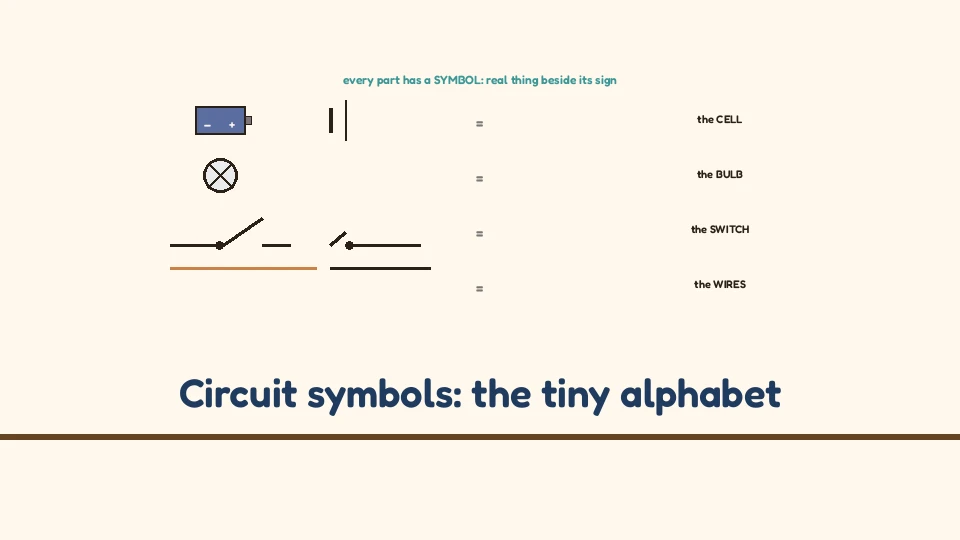 every part has a SYMBOL: real thing beside its sign
− +
= the CELL
= the BULB
= the SWITCH
= the WIRES
Circuit symbols: the tiny alphabet